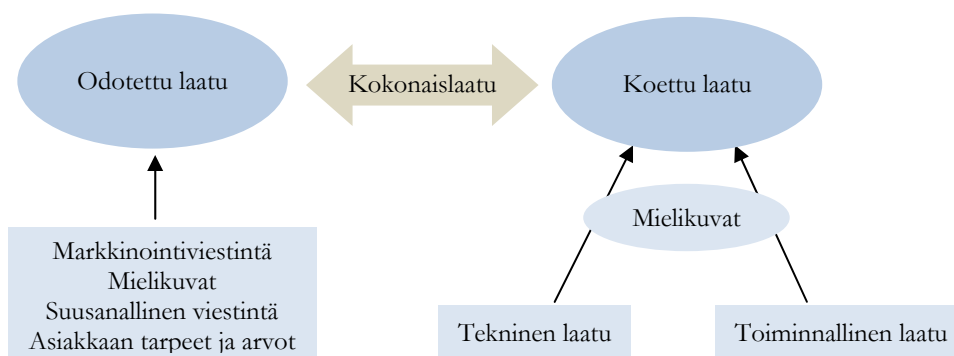 Odotettu laatu
Kokonaislaatu
Koettu laatu
Mielikuvat
Markkinointiviestintä
Mielikuvat
Suusanallinen viestintä
Asiakkaan tarpeet ja arvot
Tekninen laatu
Toiminnallinen laatu